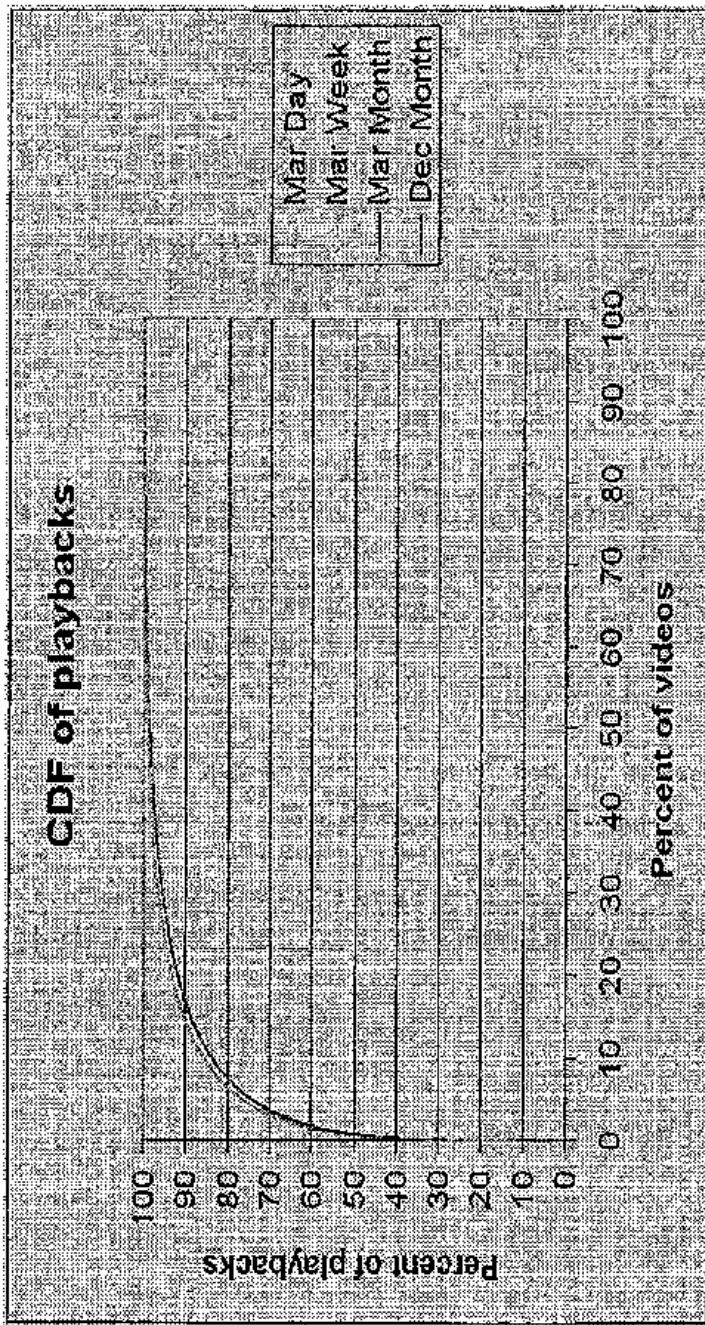 CDF of playbacks
Percent of playbacks
100
90
80
70
60
50
40
30
20
10
0
0 10 20 30 40 50 60 70 80 90 100
Percent of videos
Mar Day
Mar Week
Mar Month
Dec Month